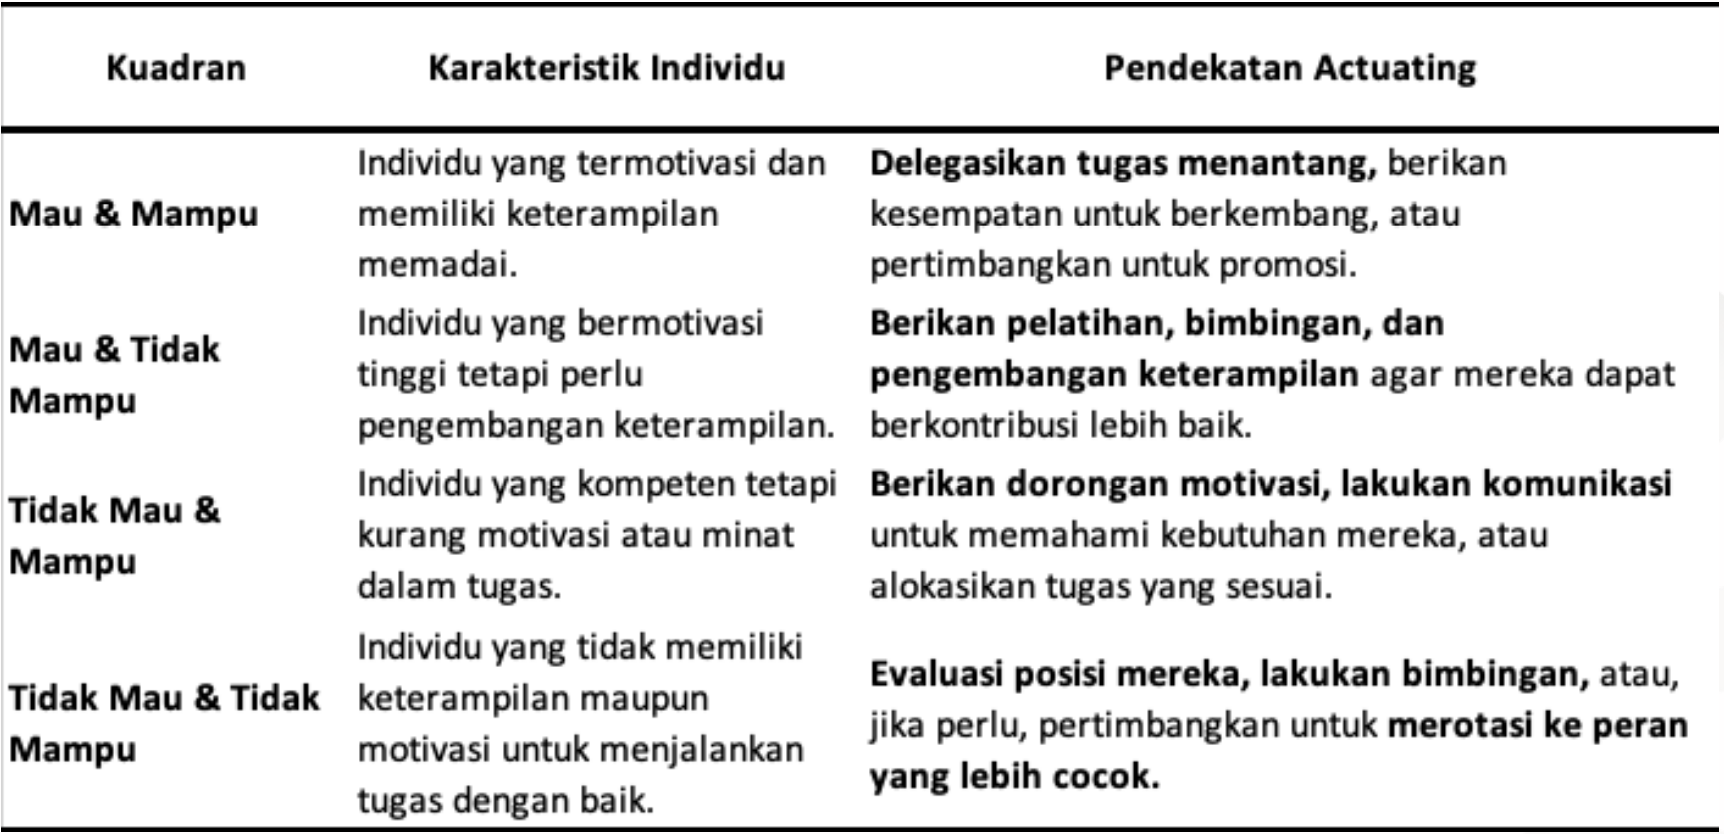 Kuadran
Karakteristik Individu
Pendekatan Actuating
Mau & Mampu
Individu yang termotivasi dan
memiliki keterampilan
memadai.
Delegasikan tugas menantang, berikan
kesempatan untuk berkembang, atau
pertimbangkan untuk promosi.
Mau & Tidak
Mampu
Individu yang bermotivasi
tinggi tetapi perlu
pengembangan keterampilan.
Berikan pelatihan, bimbingan, dan
pengembangan keterampilan agar mereka dapat
berkontribusi lebih baik.
Tidak Mau &
Mampu
Individu yang kompeten tetapi
kurang motivasi atau minat
dalam tugas.
Berikan dorongan motivasi, lakukan komunikasi
untuk memahami kebutuhan mereka, atau
alokasikan tugas yang sesuai.
Tidak Mau & Tidak
Mampu
Individu yang tidak memiliki
keterampilan maupun
motivasi untuk menjalankan
tugas dengan baik.
Evaluasi posisi mereka, lakukan bimbingan, atau,
jika perlu, pertimbangkan untuk merotasi ke peran
yang lebih cocok.